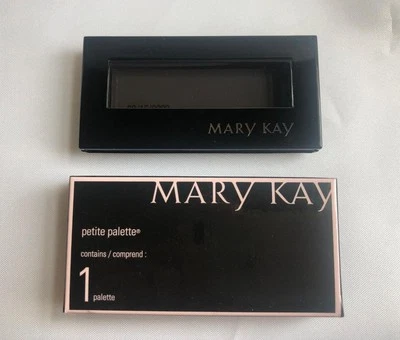 MARY KAY
MARY KAY
petite palette®
contains / comprend :
1
palette